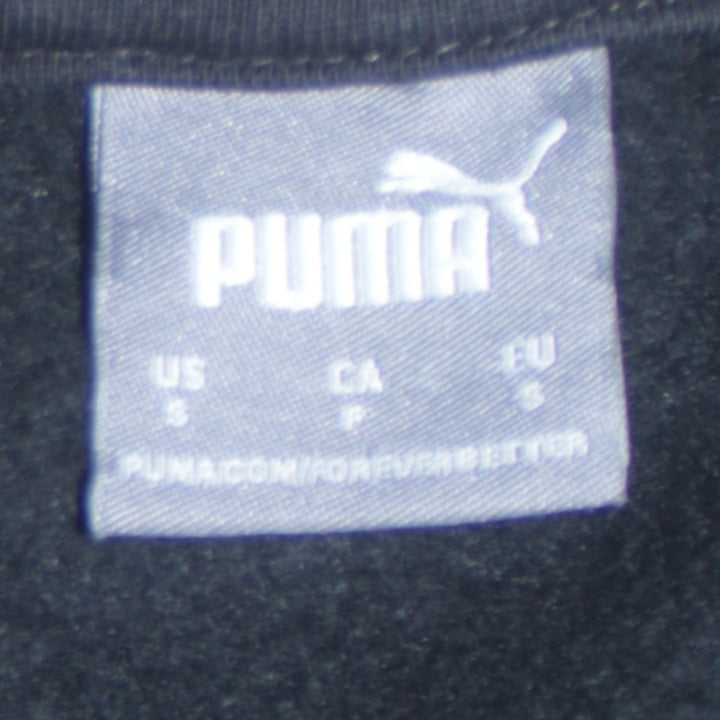 PUMA
US CA EU
S P S
PUMA.COM/FOREVERBETTER